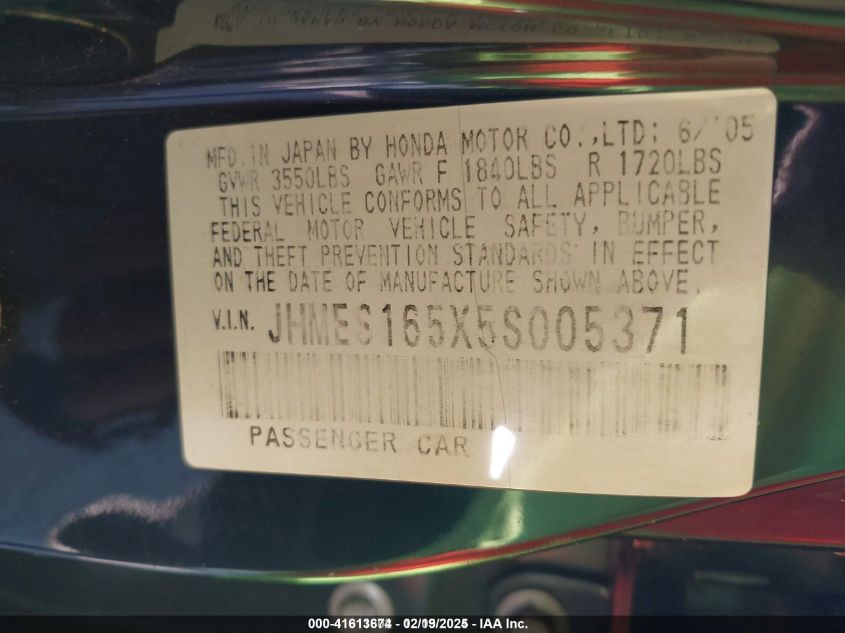 MFD. IN JAPAN BY HONDA MOTOR CO.,LTD; 6/'05
GVWR 3550LBS GAWR F 1840LBS R 1720LBS
THIS VEHICLE CONFORMS TO ALL APPLICABLE
FEDERAL MOTOR VEHICLE SAFETY, BUMPER,
AND THEFT PREVENTION STANDARDS IN EFFECT
ON THE DATE OF MANUFACTURE SHOWN ABOVE.
V.I.N. JHMES165X5S005371
PASSENGER CAR
000-41613674 - 02/19/2025 - IAA Inc.